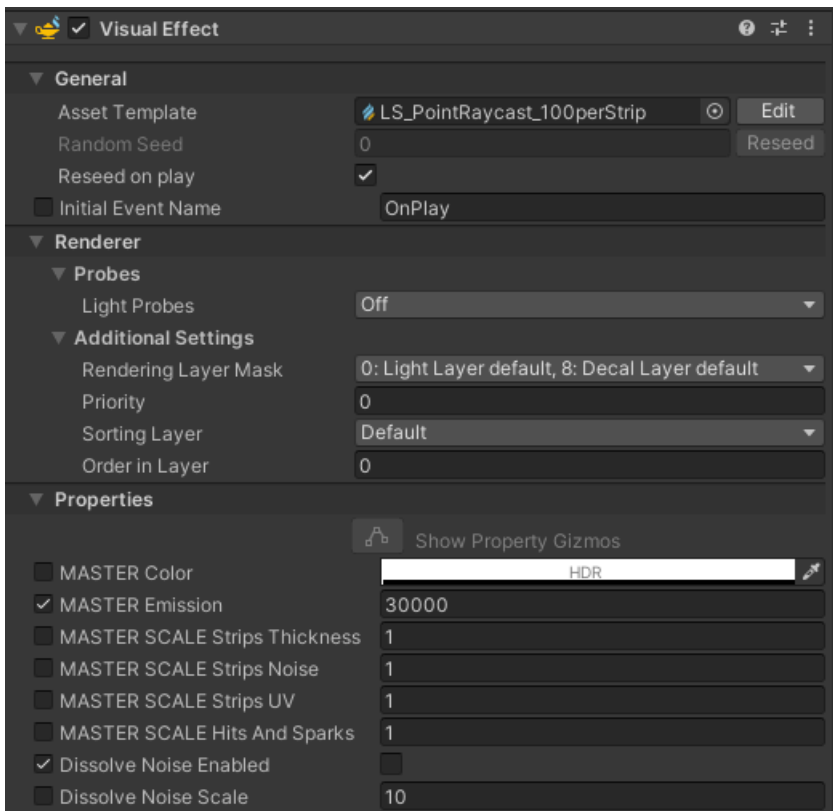 Visual Effect
General
Asset Template LS_PointRaycast_100perStrip Edit
Random Seed 0 Reseed
Reseed on play
Initial Event Name OnPlay
Renderer
Probes
Light Probes Off
Additional Settings
Rendering Layer Mask 0: Light Layer default, 8: Decal Layer default
Priority 0
Sorting Layer Default
Order in Layer 0
Properties
Show Property Gizmos
MASTER Color HDR
MASTER Emission 30000
MASTER SCALE Strips Thickness 1
MASTER SCALE Strips Noise 1
MASTER SCALE Strips UV 1
MASTER SCALE Hits And Sparks 1
Dissolve Noise Enabled
Dissolve Noise Scale 10